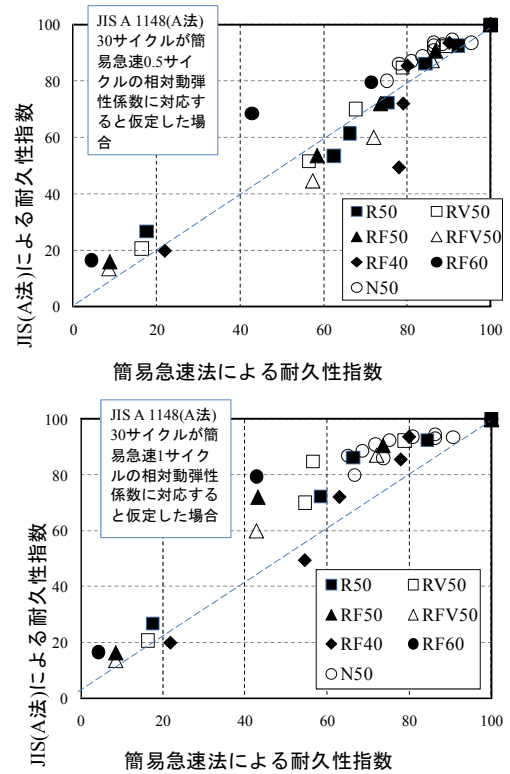 JIS A 1148(A法)
30サイクルが簡
易急速0.5サイ
クルの相対動弾
性係数に対応す
ると仮定した場
合
100
80
60
40
20
0
JIS(A法)による耐久性指数
R50
RV50
RF50
RFV50
RF40
RF60
N50
0
20
40
60
80
100
簡易急速法による耐久性指数
JIS A 1148(A法)
30サイクルが簡
易急速1サイク
ルの相対動弾性
係数に対応する
と仮定した場合
100
80
60
40
20
0
JIS(A法)による耐久性指数
R50
RV50
RF50
RFV50
RF40
RF60
N50
0
20
40
60
80
100
簡易急速法による耐久性指数